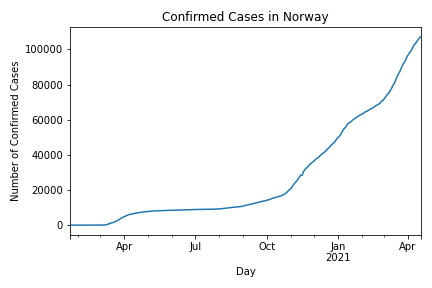 Confirmed Cases in Norway
Number of Confirmed Cases
100000
80000
60000
40000
20000
0
Apr Jul Oct Jan Apr
2021
Day